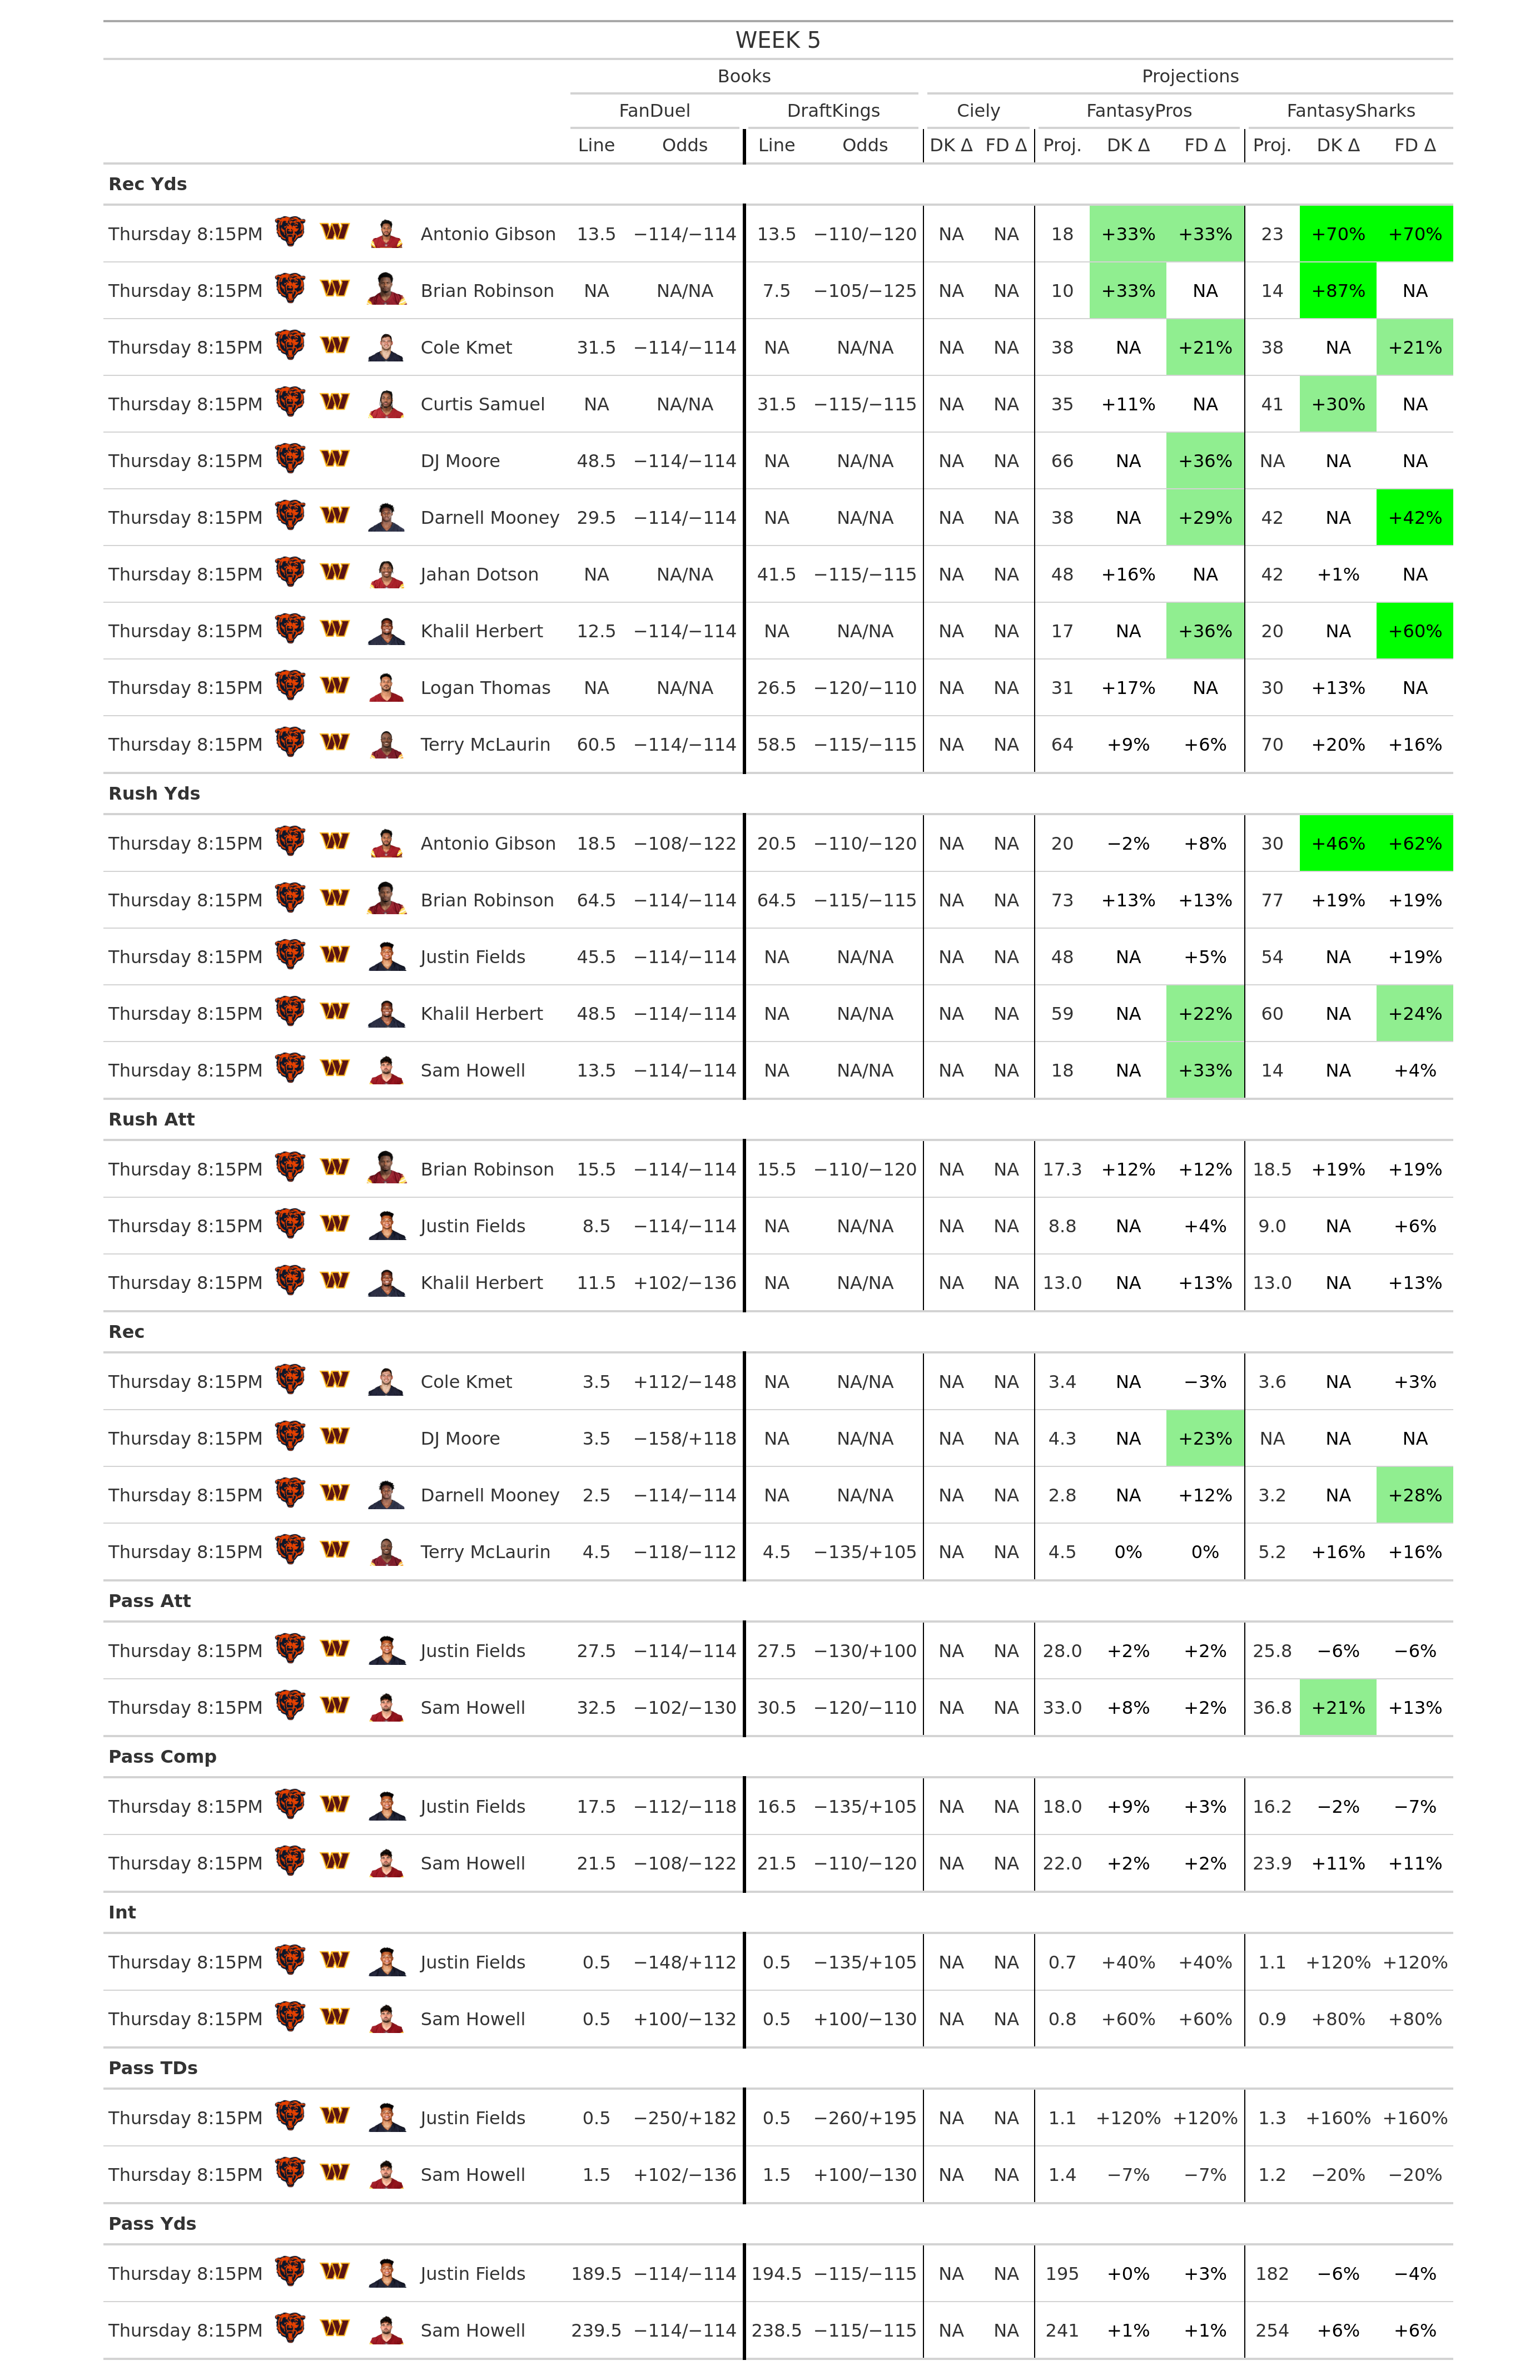 WEEK 5
Books Projections
FanDuel DraftKings Ciely FantasyPros FantasySharks
Line Odds Line Odds DK Δ FD Δ Proj. DK Δ FD Δ Proj. DK Δ FD Δ
Rec Yds
Thursday 8:15PM Antonio Gibson 13.5 −114/−114 13.5 −110/−120 NA NA 18 +33% +33% 23 +70% +70%
Thursday 8:15PM Brian Robinson NA NA/NA 7.5 −105/−125 NA NA 10 +33% NA 14 +87% NA
Thursday 8:15PM Cole Kmet 31.5 −114/−114 NA NA/NA NA NA 38 NA +21% 38 NA +21%
Thursday 8:15PM Curtis Samuel NA NA/NA 31.5 −115/−115 NA NA 35 +11% NA 41 +30% NA
Thursday 8:15PM DJ Moore 48.5 −114/−114 NA NA/NA NA NA 66 NA +36% NA NA NA
Thursday 8:15PM Darnell Mooney 29.5 −114/−114 NA NA/NA NA NA 38 NA +29% 42 NA +42%
Thursday 8:15PM Jahan Dotson NA NA/NA 41.5 −115/−115 NA NA 48 +16% NA 42 +1% NA
Thursday 8:15PM Khalil Herbert 12.5 −114/−114 NA NA/NA NA NA 17 NA +36% 20 NA +60%
Thursday 8:15PM Logan Thomas NA NA/NA 26.5 −120/−110 NA NA 31 +17% NA 30 +13% NA
Thursday 8:15PM Terry McLaurin 60.5 −114/−114 58.5 −115/−115 NA NA 64 +9% +6% 70 +20% +16%
Rush Yds
Thursday 8:15PM Antonio Gibson 18.5 −108/−122 20.5 −110/−120 NA NA 20 −2% +8% 30 +46% +62%
Thursday 8:15PM Brian Robinson 64.5 −114/−114 64.5 −115/−115 NA NA 73 +13% +13% 77 +19% +19%
Thursday 8:15PM Justin Fields 45.5 −114/−114 NA NA/NA NA NA 48 NA +5% 54 NA +19%
Thursday 8:15PM Khalil Herbert 48.5 −114/−114 NA NA/NA NA NA 59 NA +22% 60 NA +24%
Thursday 8:15PM Sam Howell 13.5 −114/−114 NA NA/NA NA NA 18 NA +33% 14 NA +4%
Rush Att
Thursday 8:15PM Brian Robinson 15.5 −114/−114 15.5 −110/−120 NA NA 17.3 +12% +12% 18.5 +19% +19%
Thursday 8:15PM Justin Fields 8.5 −114/−114 NA NA/NA NA NA 8.8 NA +4% 9.0 NA +6%
Thursday 8:15PM Khalil Herbert 11.5 +102/−136 NA NA/NA NA NA 13.0 NA +13% 13.0 NA +13%
Rec
Thursday 8:15PM Cole Kmet 3.5 +112/−148 NA NA/NA NA NA 3.4 NA −3% 3.6 NA +3%
Thursday 8:15PM DJ Moore 3.5 −158/+118 NA NA/NA NA NA 4.3 NA +23% NA NA NA
Thursday 8:15PM Darnell Mooney 2.5 −114/−114 NA NA/NA NA NA 2.8 NA +12% 3.2 NA +28%
Thursday 8:15PM Terry McLaurin 4.5 −118/−112 4.5 −135/+105 NA NA 4.5 0% 0% 5.2 +16% +16%
Pass Att
Thursday 8:15PM Justin Fields 27.5 −114/−114 27.5 −130/+100 NA NA 28.0 +2% +2% 25.8 −6% −6%
Thursday 8:15PM Sam Howell 32.5 −102/−130 30.5 −120/−110 NA NA 33.0 +8% +2% 36.8 +21% +13%
Pass Comp
Thursday 8:15PM Justin Fields 17.5 −112/−118 16.5 −135/+105 NA NA 18.0 +9% +3% 16.2 −2% −7%
Thursday 8:15PM Sam Howell 21.5 −108/−122 21.5 −110/−120 NA NA 22.0 +2% +2% 23.9 +11% +11%
Int
Thursday 8:15PM Justin Fields 0.5 −148/+112 0.5 −135/+105 NA NA 0.7 +40% +40% 1.1 +120% +120%
Thursday 8:15PM Sam Howell 0.5 +100/−132 0.5 +100/−130 NA NA 0.8 +60% +60% 0.9 +80% +80%
Pass TDs
Thursday 8:15PM Justin Fields 0.5 −250/+182 0.5 −260/+195 NA NA 1.1 +120% +120% 1.3 +160% +160%
Thursday 8:15PM Sam Howell 1.5 +102/−136 1.5 +100/−130 NA NA 1.4 −7% −7% 1.2 −20% −20%
Pass Yds
Thursday 8:15PM Justin Fields 189.5 −114/−114 194.5 −115/−115 NA NA 195 +0% +3% 182 −6% −4%
Thursday 8:15PM Sam Howell 239.5 −114/−114 238.5 −115/−115 NA NA 241 +1% +1% 254 +6% +6%